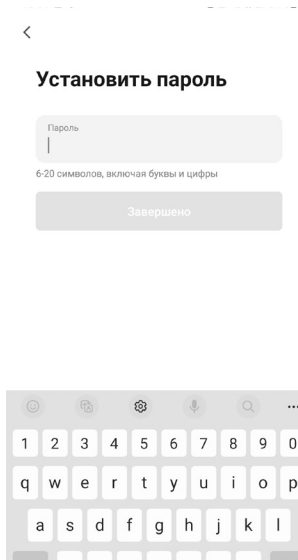 Установить пароль
Пароль
6-20 символов, включая буквы и цифры
Завершено
1 2 3 4 5 6 7 8 9 0
q w e r t y u i o p
a s d f g h j k l